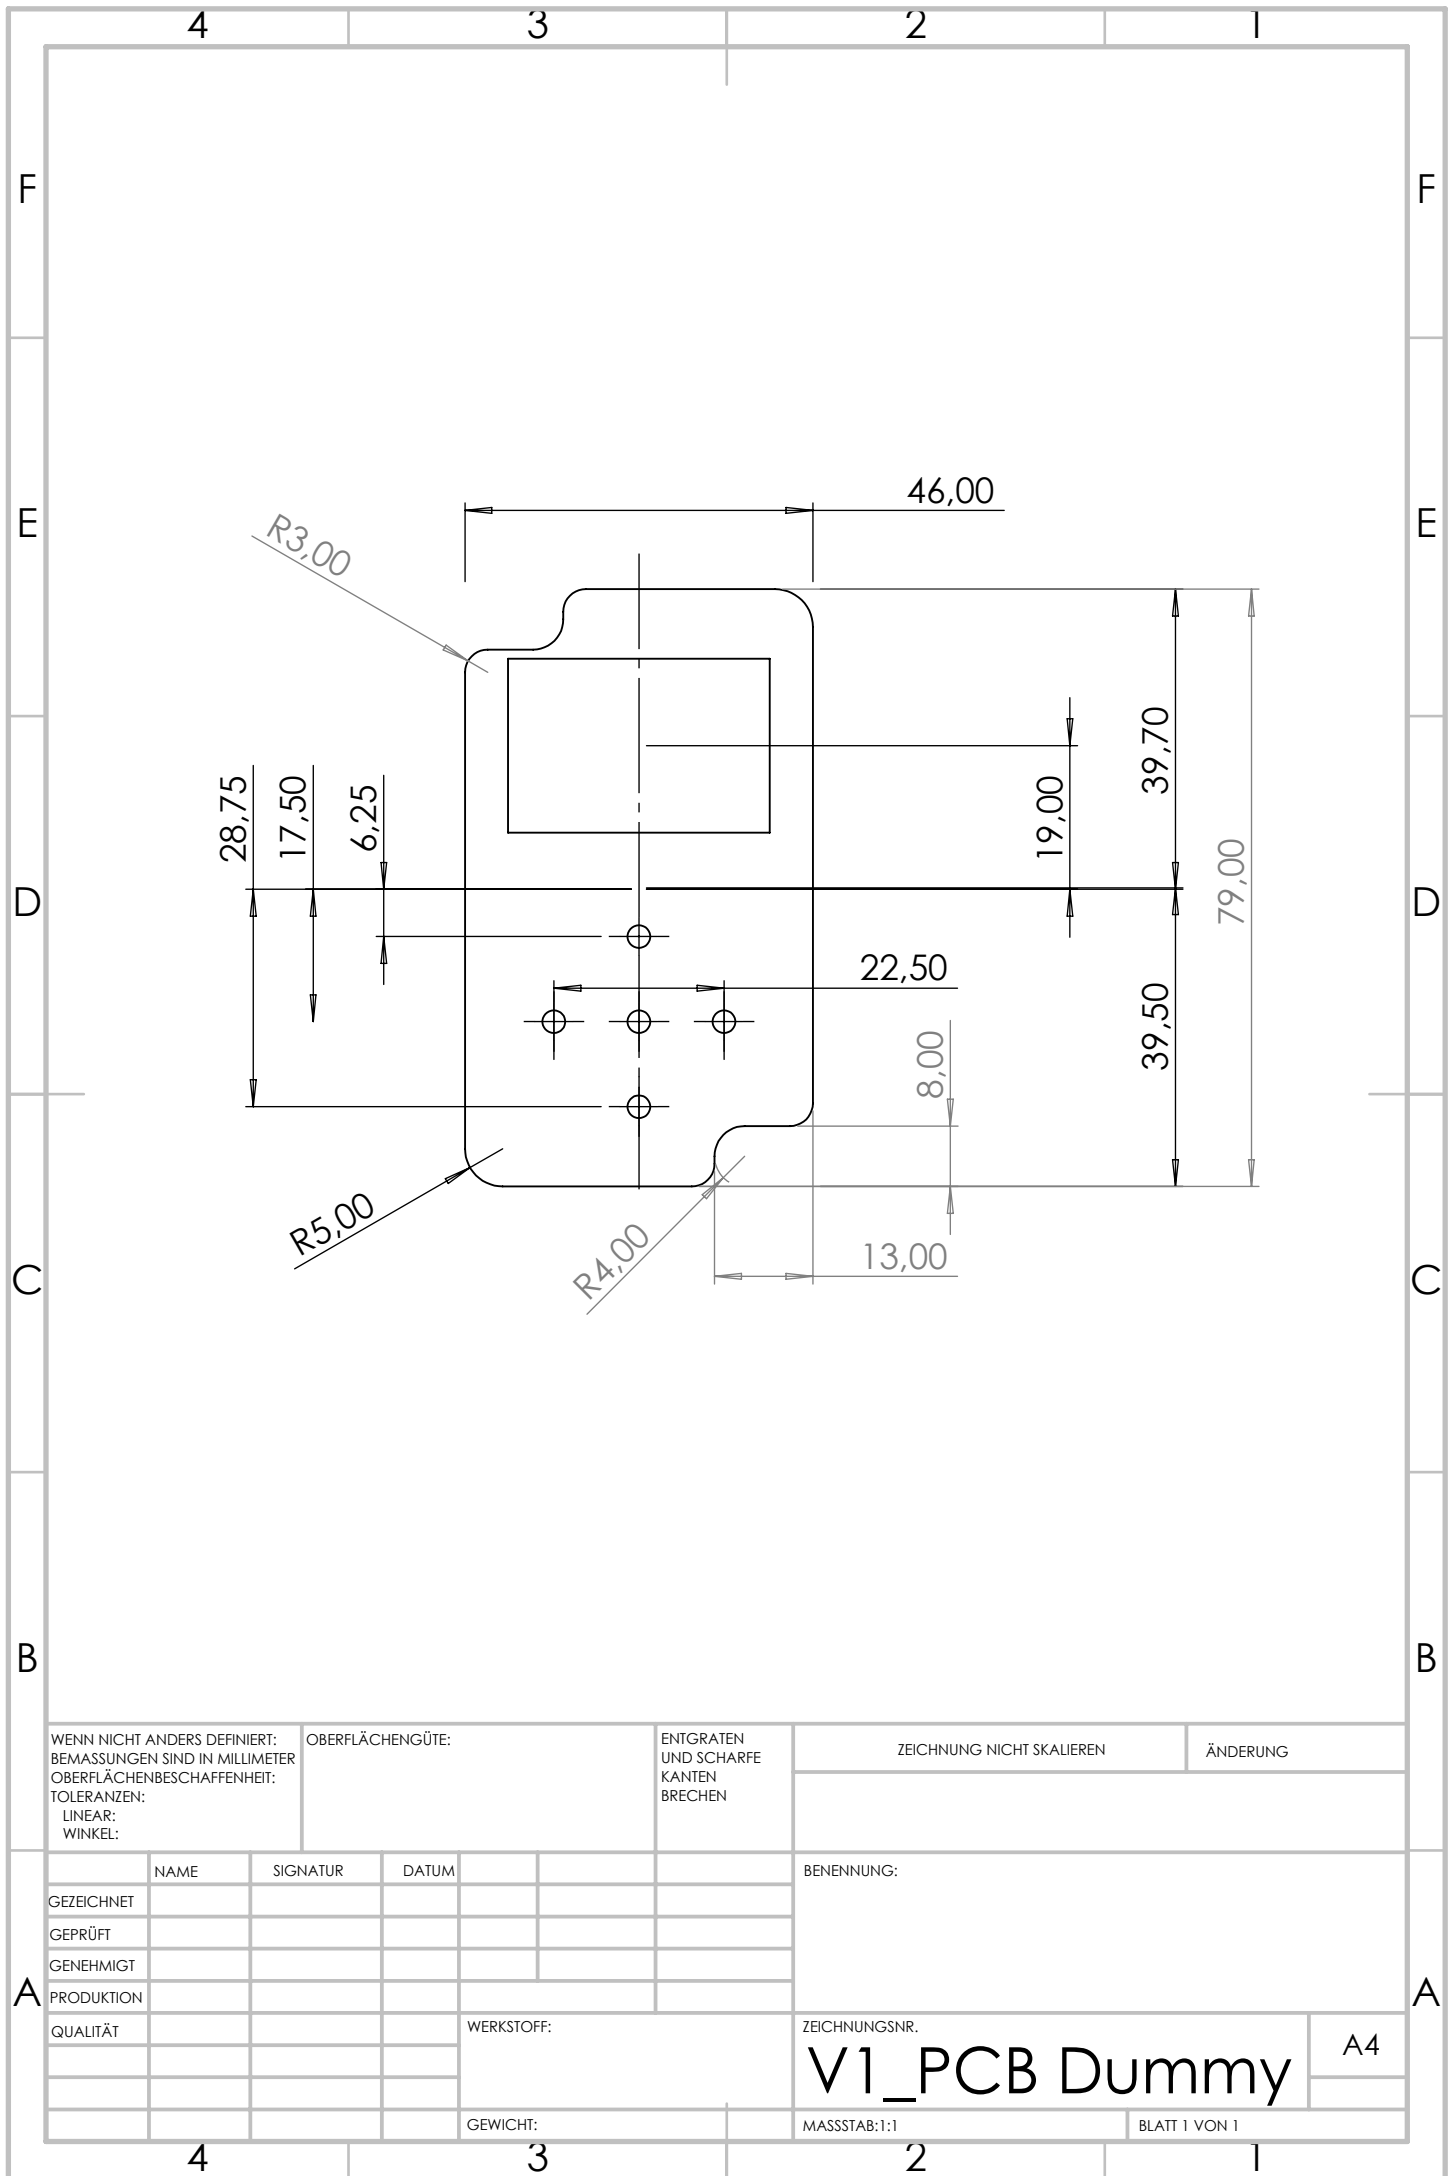 4 3 2 1
F F
E E
D D
C C
B B
A A
46,00
R3,00
39,70
19,00
28,75
17,50
6,25
79,00
22,50
39,50
8,00
R5,00
R4,00
13,00
WENN NICHT ANDERS DEFINIERT:
BEMASSUNGEN SIND IN MILLIMETER
OBERFLÄCHENBESCHAFFENHEIT:
TOLERANZEN:
LINEAR:
WINKEL:
OBERFLÄCHENGÜTE:
ENTGRATEN
UND SCHARFE
KANTEN
BRECHEN
ZEICHNUNG NICHT SKALIEREN
ÄNDERUNG
NAME SIGNATUR DATUM
GEZEICHNET
GEPRÜFT
GENEHMIGT
PRODUKTION
QUALITÄT
BENENNUNG:
WERKSTOFF:
ZEICHNUNGSNR.
V1_PCB Dummy
A4
GEWICHT:
MASSSTAB:1:1
BLATT 1 VON 1
4 3 2 1